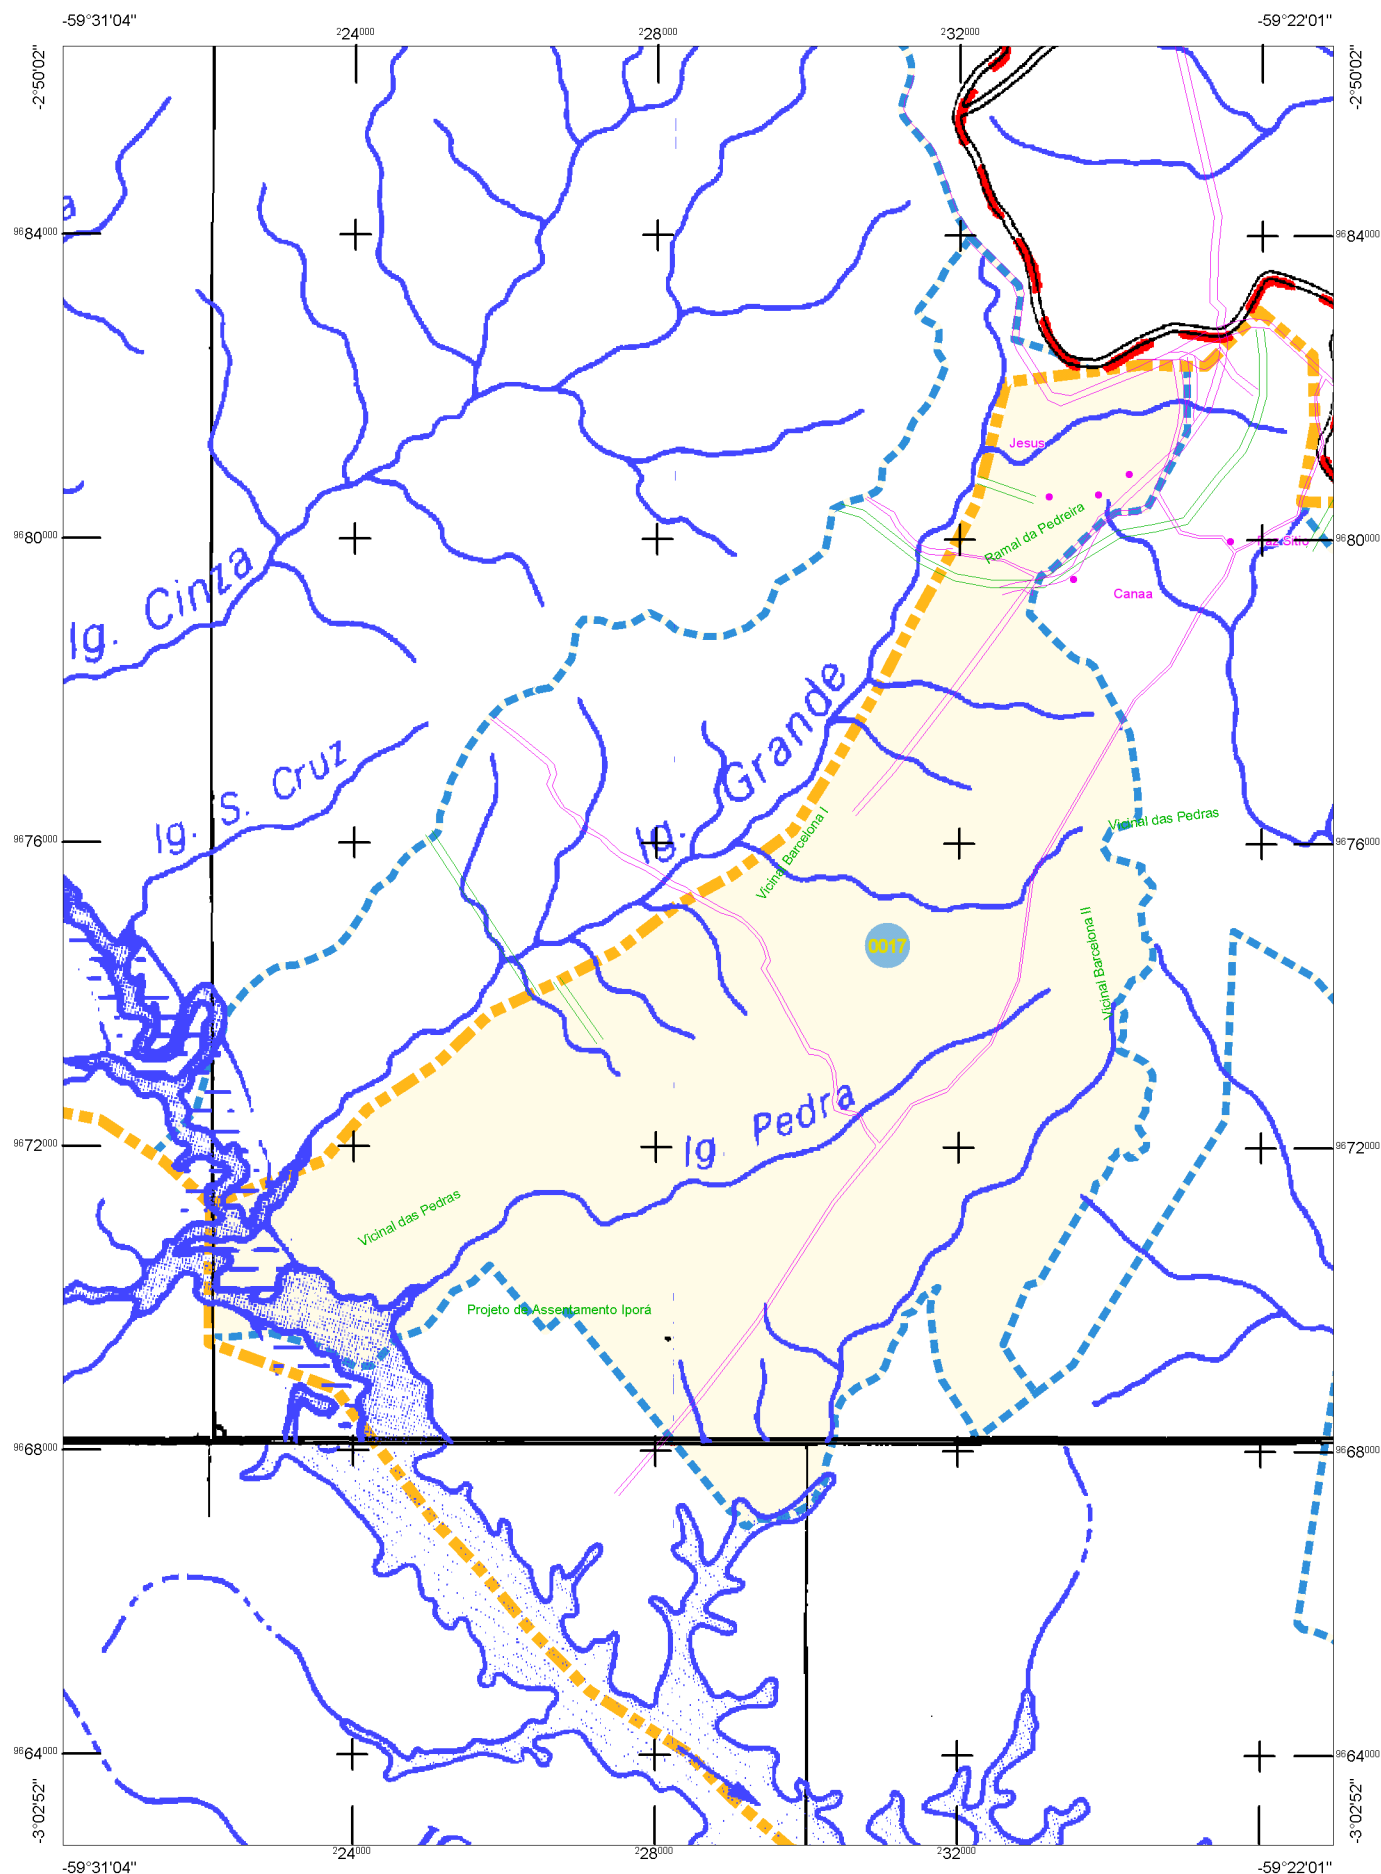 -59°31'04" -59°22'01"
224000 228000 232000
-2°50'02" -2°50'02"
9684000 9684000
Jesus
Ramal da Pedreira
9680000 Faz Sitio 9680000
Canaa
Ig. Cinza
Ig. Grande
Ig. S. Cruz
Vicinal Barcelona I
Vicinal das Pedras
9676000 9676000
Vicinal Barcelona II
0017
Ig. Pedra
9672000 9672000
Vicinal das Pedras
Projeto de Assentamento Iporá
9668000 9668000
9664000 9664000
-3°02'52" -3°02'52"
224000 228000 232000
-59°31'04" -59°22'01"